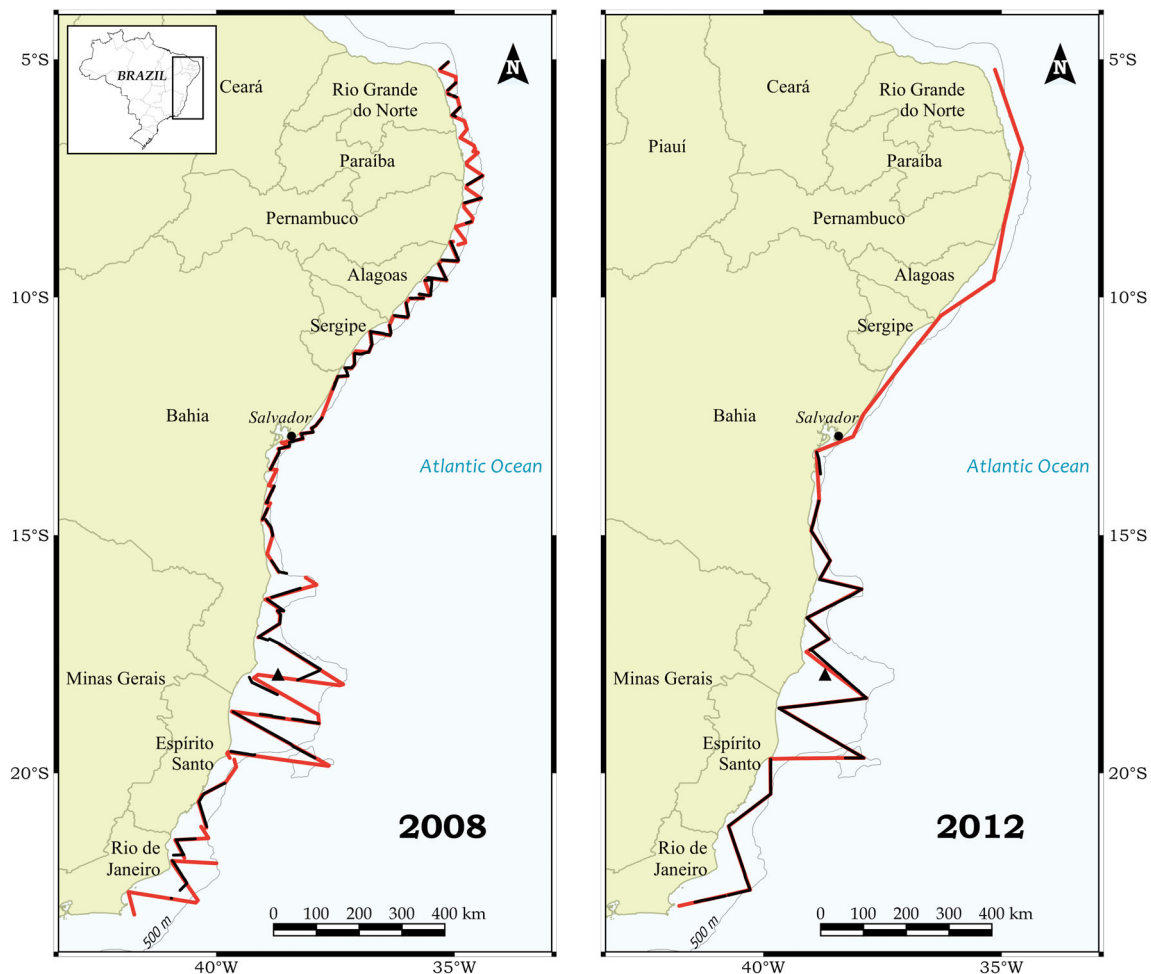 5°S
10°S
15°S
20°S
BRAZIL
Ceará
Rio Grande
do Norte
Paraíba
Pernambuco
Alagoas
Sergipe
Bahia
Salvador
Atlantic Ocean
Minas Gerais
Espírito
Santo
Rio de
Janeiro
N
2008
0 100 200 300 400 km
500 m
40°W
35°W
Ceará
Piauí
Rio Grande
do Norte
Paraíba
Pernambuco
Alagoas
Sergipe
Bahia
Salvador
Atlantic Ocean
Minas Gerais
Espírito
Santo
Rio de
Janeiro
N
2012
0 100 200 300 400 km
500 m
5°S
10°S
15°S
20°S
40°W
35°W